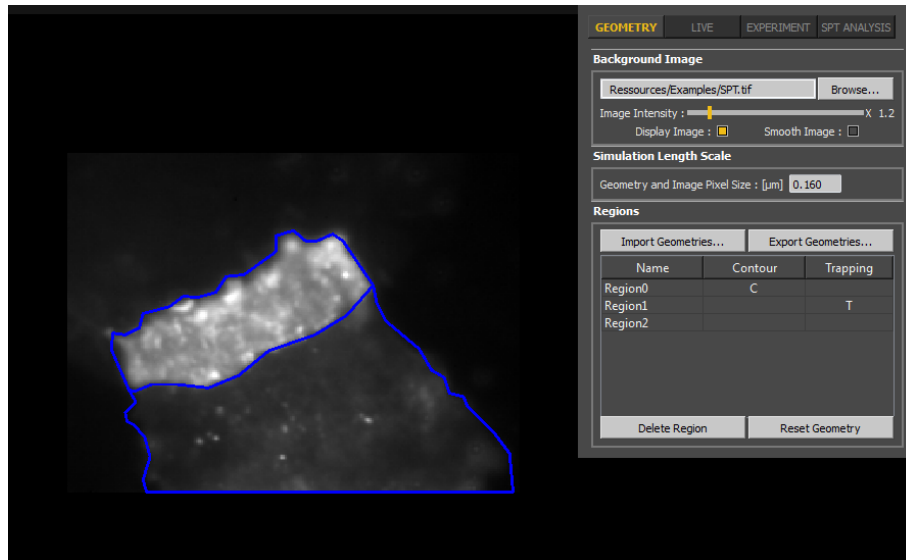 GEOMETRY LIVE EXPERIMENT SPT ANALYSIS
Background Image
Ressources/Examples/SPT.tif Browse...
Image Intensity : X 1.2
Display Image : Smooth Image :
Simulation Length Scale
Geometry and Image Pixel Size : [µm] 0.160
Regions
Import Geometries... Export Geometries...
Name Contour Trapping
Region0 C
Region1 T
Region2
Delete Region Reset Geometry